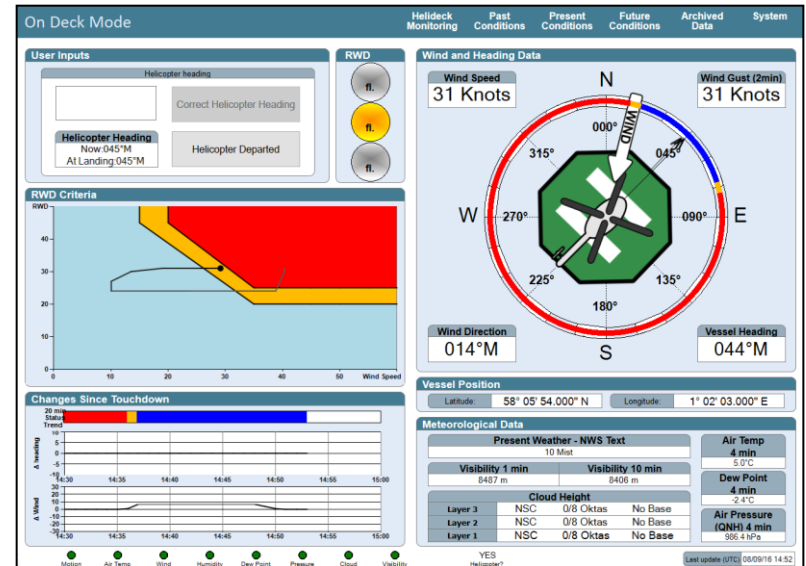 On Deck Mode
Helideck Monitoring
Past Conditions
Present Conditions
Future Conditions
Archived Data
System
User Inputs
Helicopter heading
Correct Helicopter Heading
Helicopter Heading
Now:045°M
At Landing:045°M
Helicopter Departed
RWD
fl.
fl.
fl.
RWD Criteria
RWD
40
30
20
10
0
0 10 20 30 40 50 Wind Speed
Changes Since Touchdown
20 min
Status
Trend
Δ heading
10
5
0
-5
-10
14:30 14:35 14:40 14:45 14:50 14:55 15:00
Δ Wind
30
20
10
0
-10
-20
-30
14:30 14:35 14:40 14:45 14:50 14:55 15:00
Motion Air Temp Wind Humidity Dew Point Pressure Cloud Visibility
YES
Helicopter?
Wind and Heading Data
Wind Speed
31 Knots
Wind Gust (2min)
31 Knots
N
000°
WIND
315°
045°
W
270°
090°
E
225°
135°
180°
S
Wind Direction
014°M
Vessel Heading
044°M
Vessel Position
Latitude: 58° 05' 54.000" N Longitude: 1° 02' 03.000" E
Meteorological Data
Present Weather - NWS Text
10 Mist
Visibility 1 min Visibility 10 min
8487 m 8406 m
Cloud Height
Layer 3 NSC 0/8 Oktas No Base
Layer 2 NSC 0/8 Oktas No Base
Layer 1 NSC 0/8 Oktas No Base
Air Temp
4 min
5.0°C
Dew Point
4 min
-2.4°C
Air Pressure
(QNH) 4 min
986.4 hPa
Last update (UTC) 08/09/16 14:52